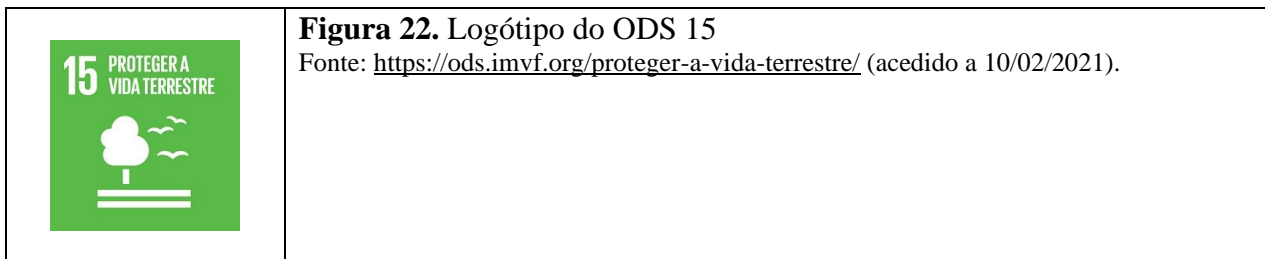 15 PROTEGER A
VIDA TERRESTRE
Figura 22. Logótipo do ODS 15
Fonte: https://ods.imvf.org/proteger-a-vida-terrestre/ (acedido a 10/02/2021).